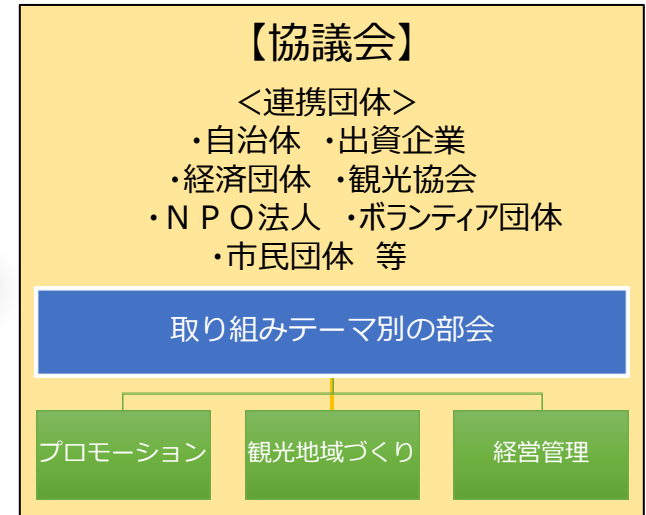 【協議会】
＜連携団体＞
・自治体 ・出資企業
・経済団体 ・観光協会
・ＮＰＯ法人 ・ボランティア団体
・市民団体 等
取り組みテーマ別の部会
プロモーション 観光地域づくり 経営管理